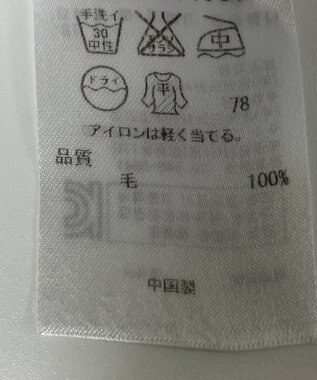 手洗イ
30
中性
エンソ
サラシ
中
ドライ
平
78
アイロンは軽く当てる。
品質
毛 100%
中国製